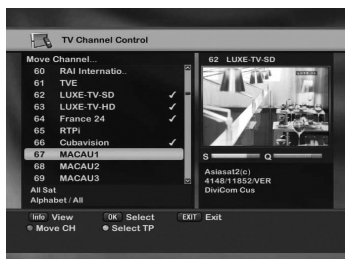 TV Channel Control
Move Channel...
60 RAI Internatio..
61 TVE
62 LUXE-TV-SD ✓
63 LUXE-TV-HD ✓
64 France 24 ✓
65 RTPi
66 Cubavision ✓
67 MACAU1
68 MACAU2
69 MACAU3
All Sat
Alphabet / All
62 LUXE-TV-SD
S Q
Asiasat2(c)
4148/11852/VER
DiviCom Cus
Info View OK Select EXIT Exit
Move CH Select TP